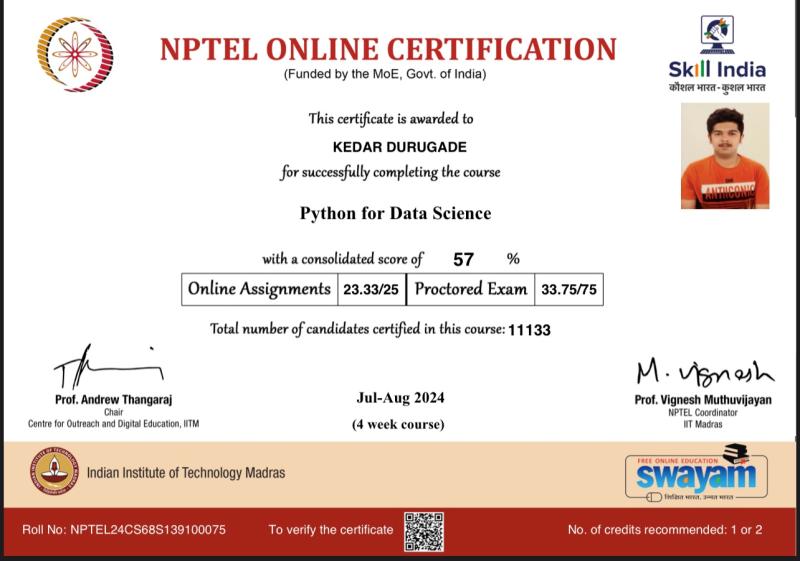 NPTEL ONLINE CERTIFICATION
(Funded by the MoE, Govt. of India)
Skill India
कौशल भारत - कुशल भारत
This certificate is awarded to
KEDAR DURUGADE
for successfully completing the course
ANTIICONIC
Python for Data Science
with a consolidated score of 57 %
Online Assignments 23.33/25 Proctored Exam 33.75/75
Total number of candidates certified in this course: 11133
M. Vignesh
Prof. Andrew Thangaraj
Chair
Centre for Outreach and Digital Education, IITM
Jul-Aug 2024
(4 week course)
Prof. Vignesh Muthuvijayan
NPTEL Coordinator
IIT Madras
Indian Institute of Technology Madras
FREE ONLINE EDUCATION
swayam
शिक्षित भारत, उन्नत भारत
Roll No: NPTEL24CS68S139100075
To verify the certificate
No. of credits recommended: 1 or 2